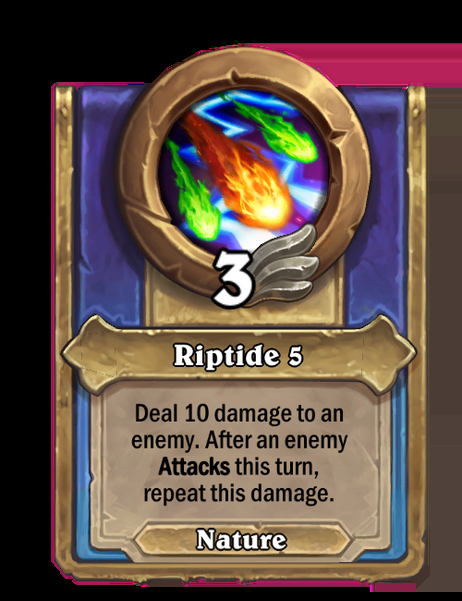 3
Riptide 5
Deal 10 damage to an
enemy. After an enemy
Attacks this turn,
repeat this damage.
Nature